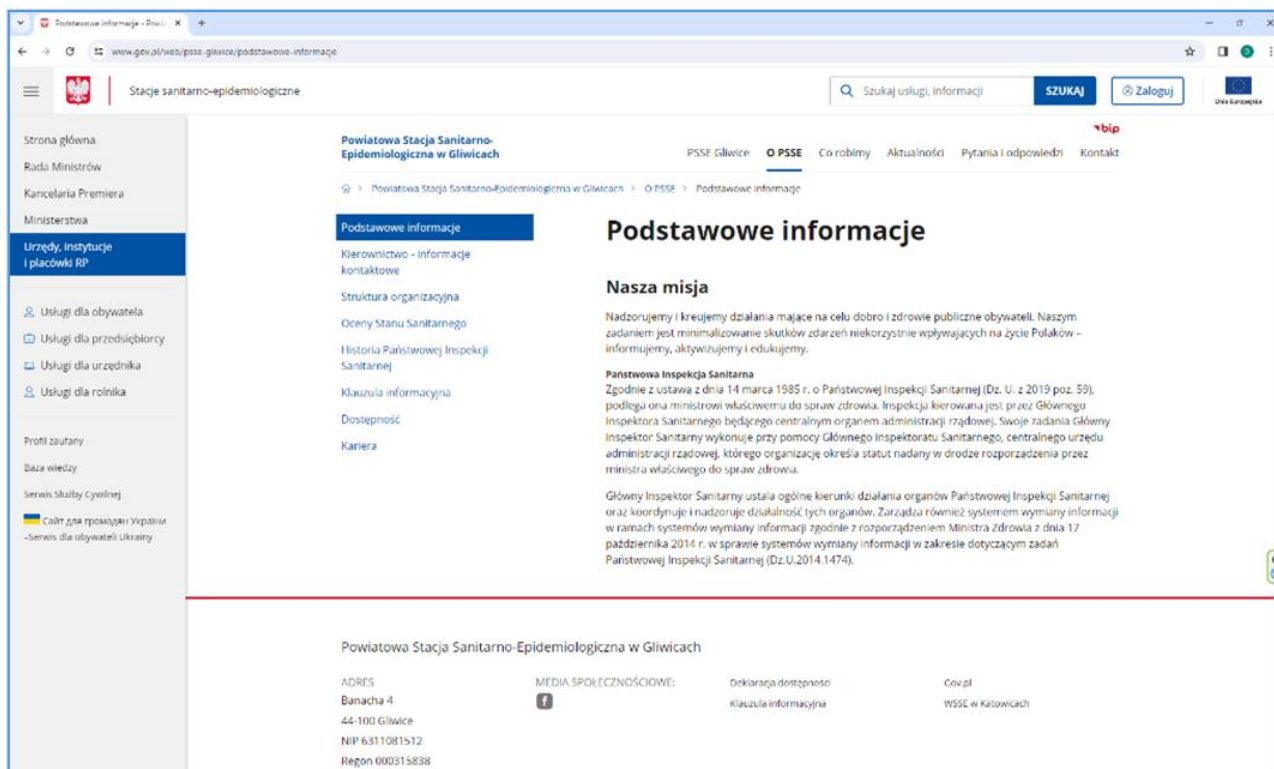 Podstawowe informacje - Powia
www.gov.pl/web/psse-gliwice/podstawowe-informacje
Stacje sanitarno-epidemiologiczne
Szukaj usługi, informacji
SZUKAJ
Zaloguj
Unia Europejska
Strona główna
Rada Ministrów
Kancelaria Premiera
Ministerstwa
Urzędy, instytucje
i placówki RP
Usługi dla obywatela
Usługi dla przedsiębiorcy
Usługi dla urzędnika
Usługi dla rolnika
Profil zaufany
Baza wiedzy
Serwis Służby Cywilnej
Сайт для громадян України
-Serwis dla obywateli Ukrainy
bip
Powiatowa Stacja Sanitarno-
Epidemiologiczna w Gliwicach
PSSE Gliwice O PSSE Co robimy Aktualności Pytania i odpowiedzi Kontakt
> Powiatowa Stacja Sanitarno-Epidemiologiczna w Gliwicach > O PSSE > Podstawowe informacje
Podstawowe informacje
Kierownictwo - informacje
kontaktowe
Struktura organizacyjna
Oceny Stanu Sanitarnego
Historia Państwowej Inspekcji
Sanitarnej
Klauzula informacyjna
Dostępność
Kariera
Podstawowe informacje
Nasza misja
Nadzorujemy i kreujemy działania mające na celu dobro i zdrowie publiczne obywateli. Naszym
zadaniem jest minimalizowanie skutków zdarzeń niekorzystnie wpływających na życie Polaków –
informujemy, aktywizujemy i edukujemy.
Państwowa Inspekcja Sanitarna
Zgodnie z ustawą z dnia 14 marca 1985 r. o Państwowej Inspekcji Sanitarnej (Dz. U. z 2019 poz. 59),
podlega ona ministrowi właściwemu do spraw zdrowia. Inspekcja kierowana jest przez Głównego
Inspektora Sanitarnego będącego centralnym organem administracji rządowej. Swoje zadania Główny
Inspektor Sanitarny wykonuje przy pomocy Głównego Inspektoratu Sanitarnego, centralnego urzędu
administracji rządowej, którego organizację określa statut nadany w drodze rozporządzenia przez
ministra właściwego do spraw zdrowia.
Główny Inspektor Sanitarny ustala ogólne kierunki działania organów Państwowej Inspekcji Sanitarnej
oraz koordynuje i nadzoruje działalność tych organów. Zarządza również systemem wymiany informacji
w ramach systemów wymiany informacji zgodnie z rozporządzeniem Ministra Zdrowia z dnia 17
października 2014 r. w sprawie systemów wymiany informacji w zakresie dotyczącym zadań
Państwowej Inspekcji Sanitarnej (Dz.U.2014.1474).
Powiatowa Stacja Sanitarno-Epidemiologiczna w Gliwicach
ADRES
Banacha 4
44-100 Gliwice
NIP 6311081512
Regon 000315838
MEDIA SPOŁECZNOŚCIOWE:
Deklaracja dostępności
Klauzula informacyjna
Gov.pl
WSSE w Katowicach